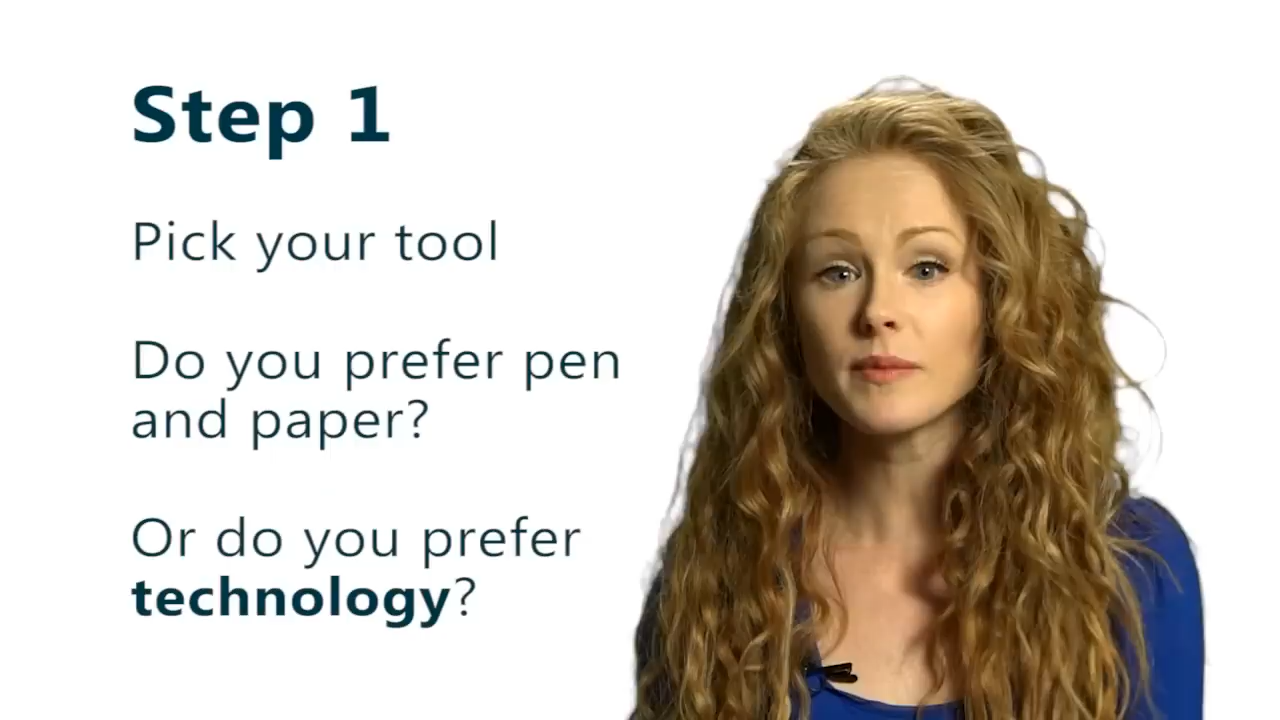 Step 1
Pick your tool
Do you prefer pen
and paper?
Or do you prefer
technology?